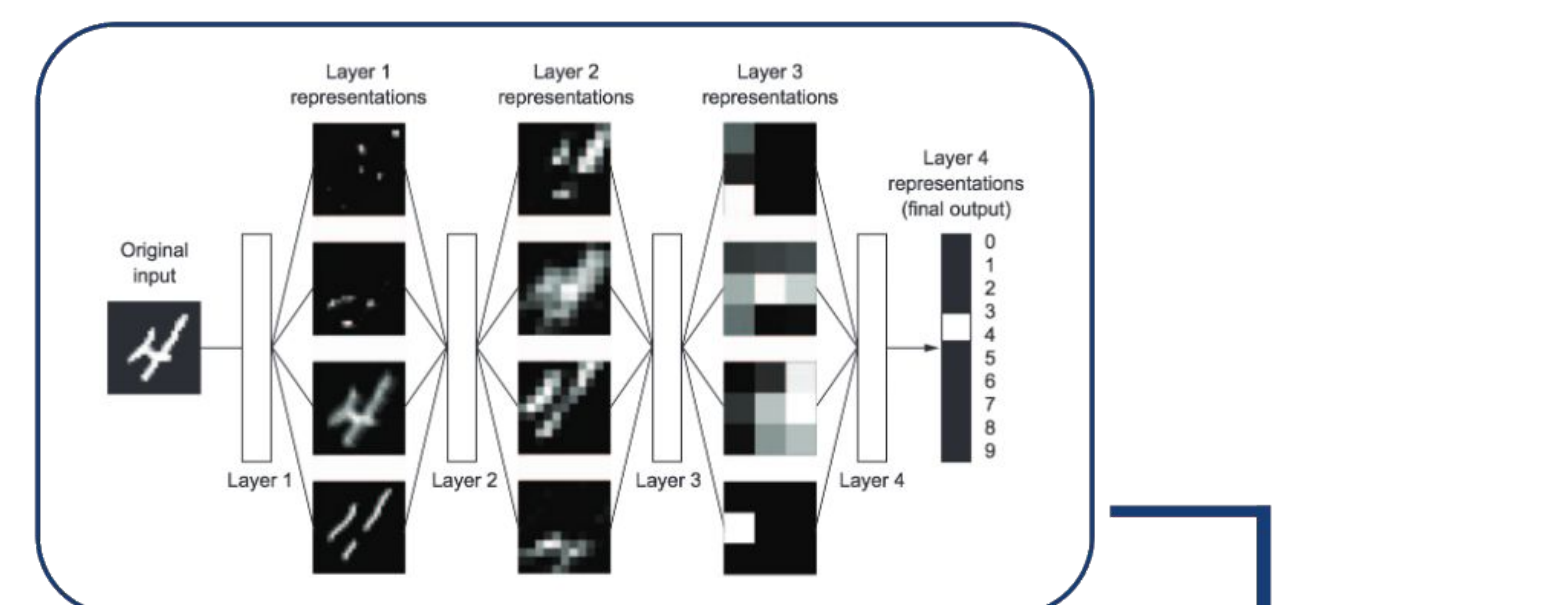 Layer 1
representations
Layer 2
representations
Layer 3
representations
Layer 4
representations
(final output)
Original
input
0
1
2
3
4
5
6
7
8
9
Layer 1
Layer 2
Layer 3
Layer 4